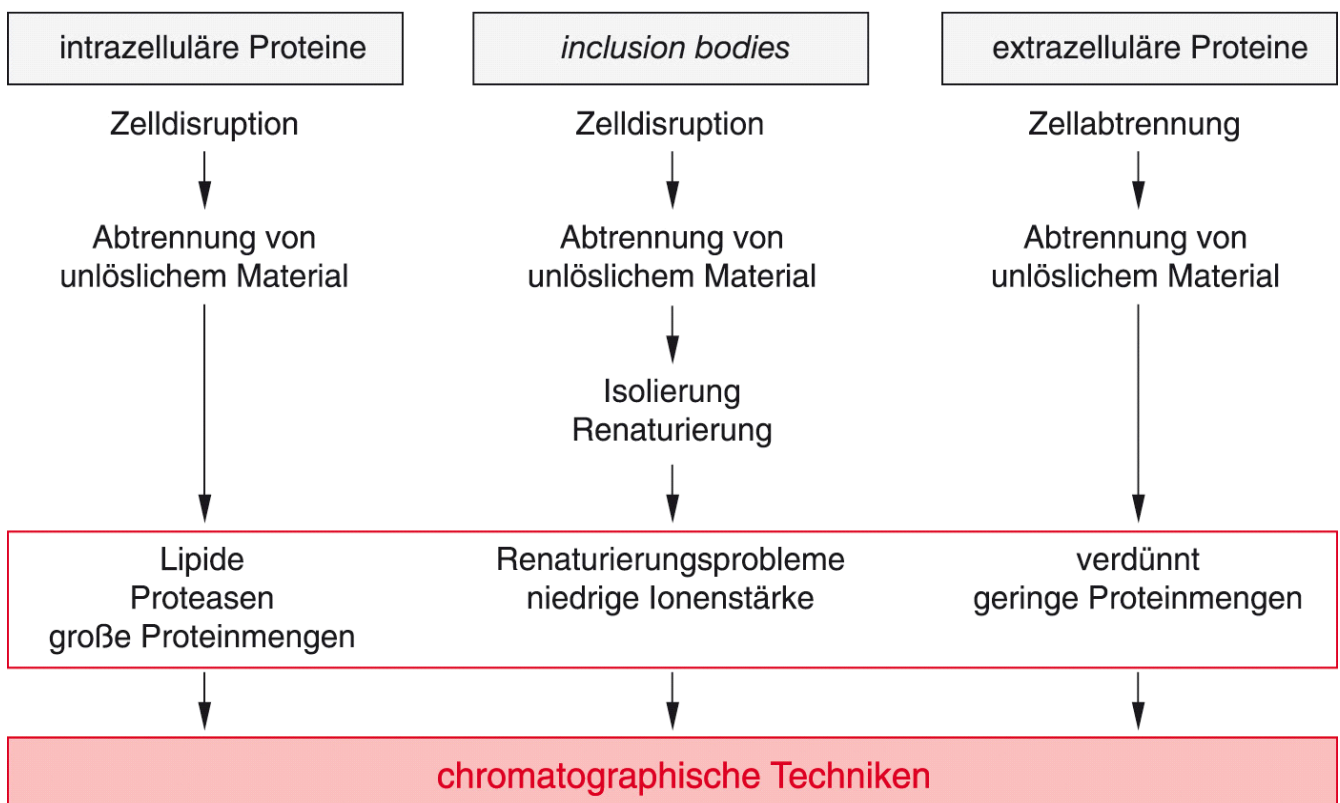 intrazelluläre Proteine
inclusion bodies
extrazelluläre Proteine
Zelldisruption
Zelldisruption
Zellabtrennung
Abtrennung von
unlöslichem Material
Abtrennung von
unlöslichem Material
Abtrennung von
unlöslichem Material
Isolierung
Renaturierung
Lipide
Proteasen
große Proteinmengen
Renaturierungsprobleme
niedrige Ionenstärke
verdünnt
geringe Proteinmengen
chromatographische Techniken